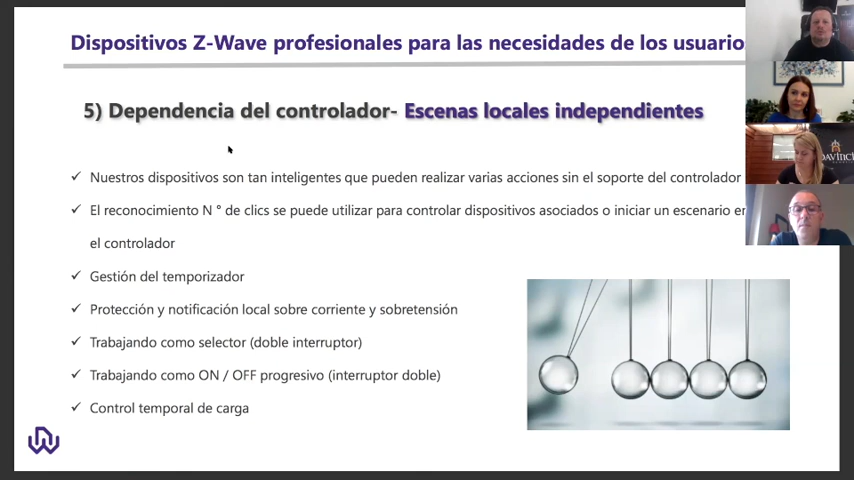 Dispositivos Z-Wave profesionales para las necesidades de los usuario
5) Dependencia del controlador- Escenas locales independientes
✓ Nuestros dispositivos son tan inteligentes que pueden realizar varias acciones sin el soporte del controlador
✓ El reconocimiento N ° de clics se puede utilizar para controlar dispositivos asociados o iniciar un escenario en
el controlador
✓ Gestión del temporizador
✓ Protección y notificación local sobre corriente y sobretensión
✓ Trabajando como selector (doble interruptor)
✓ Trabajando como ON / OFF progresivo (interruptor doble)
✓ Control temporal de carga
DAVINCI